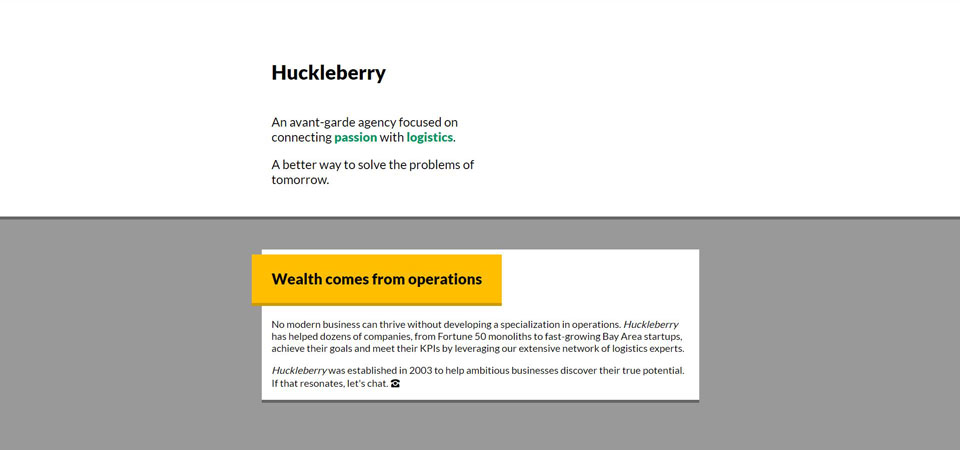 Huckleberry
An avant-garde agency focused on
connecting passion with logistics.
A better way to solve the problems of
tomorrow.
Wealth comes from operations
No modern business can thrive without developing a specialization in operations. Huckleberry
has helped dozens of companies, from Fortune 50 monoliths to fast-growing Bay Area startups,
achieve their goals and meet their KPIs by leveraging our extensive network of logistics experts.
Huckleberry was established in 2003 to help ambitious businesses discover their true potential.
If that resonates, let's chat. ☎